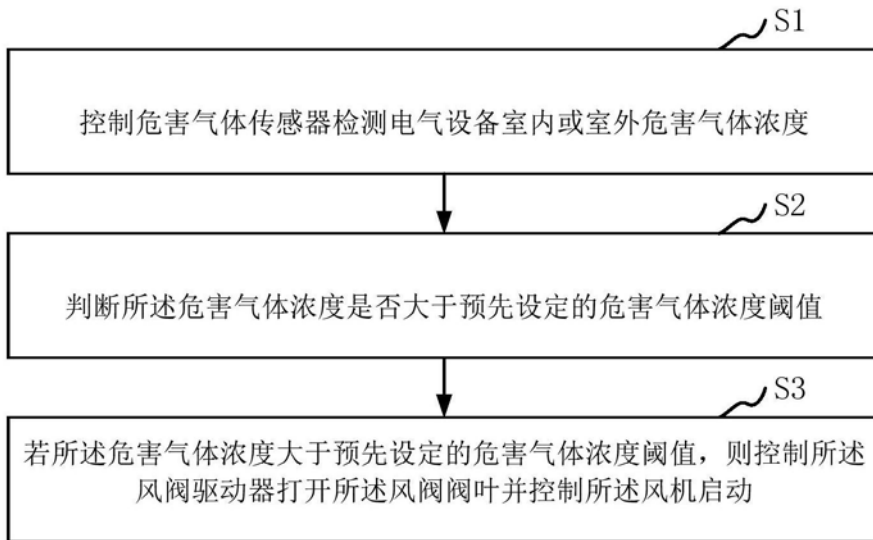 S1
控制危害气体传感器检测电气设备室内或室外危害气体浓度
S2
判断所述危害气体浓度是否大于预先设定的危害气体浓度阈值
S3
若所述危害气体浓度大于预先设定的危害气体浓度阈值，则控制所述
风阀驱动器打开所述风阀阀叶并控制所述风机启动